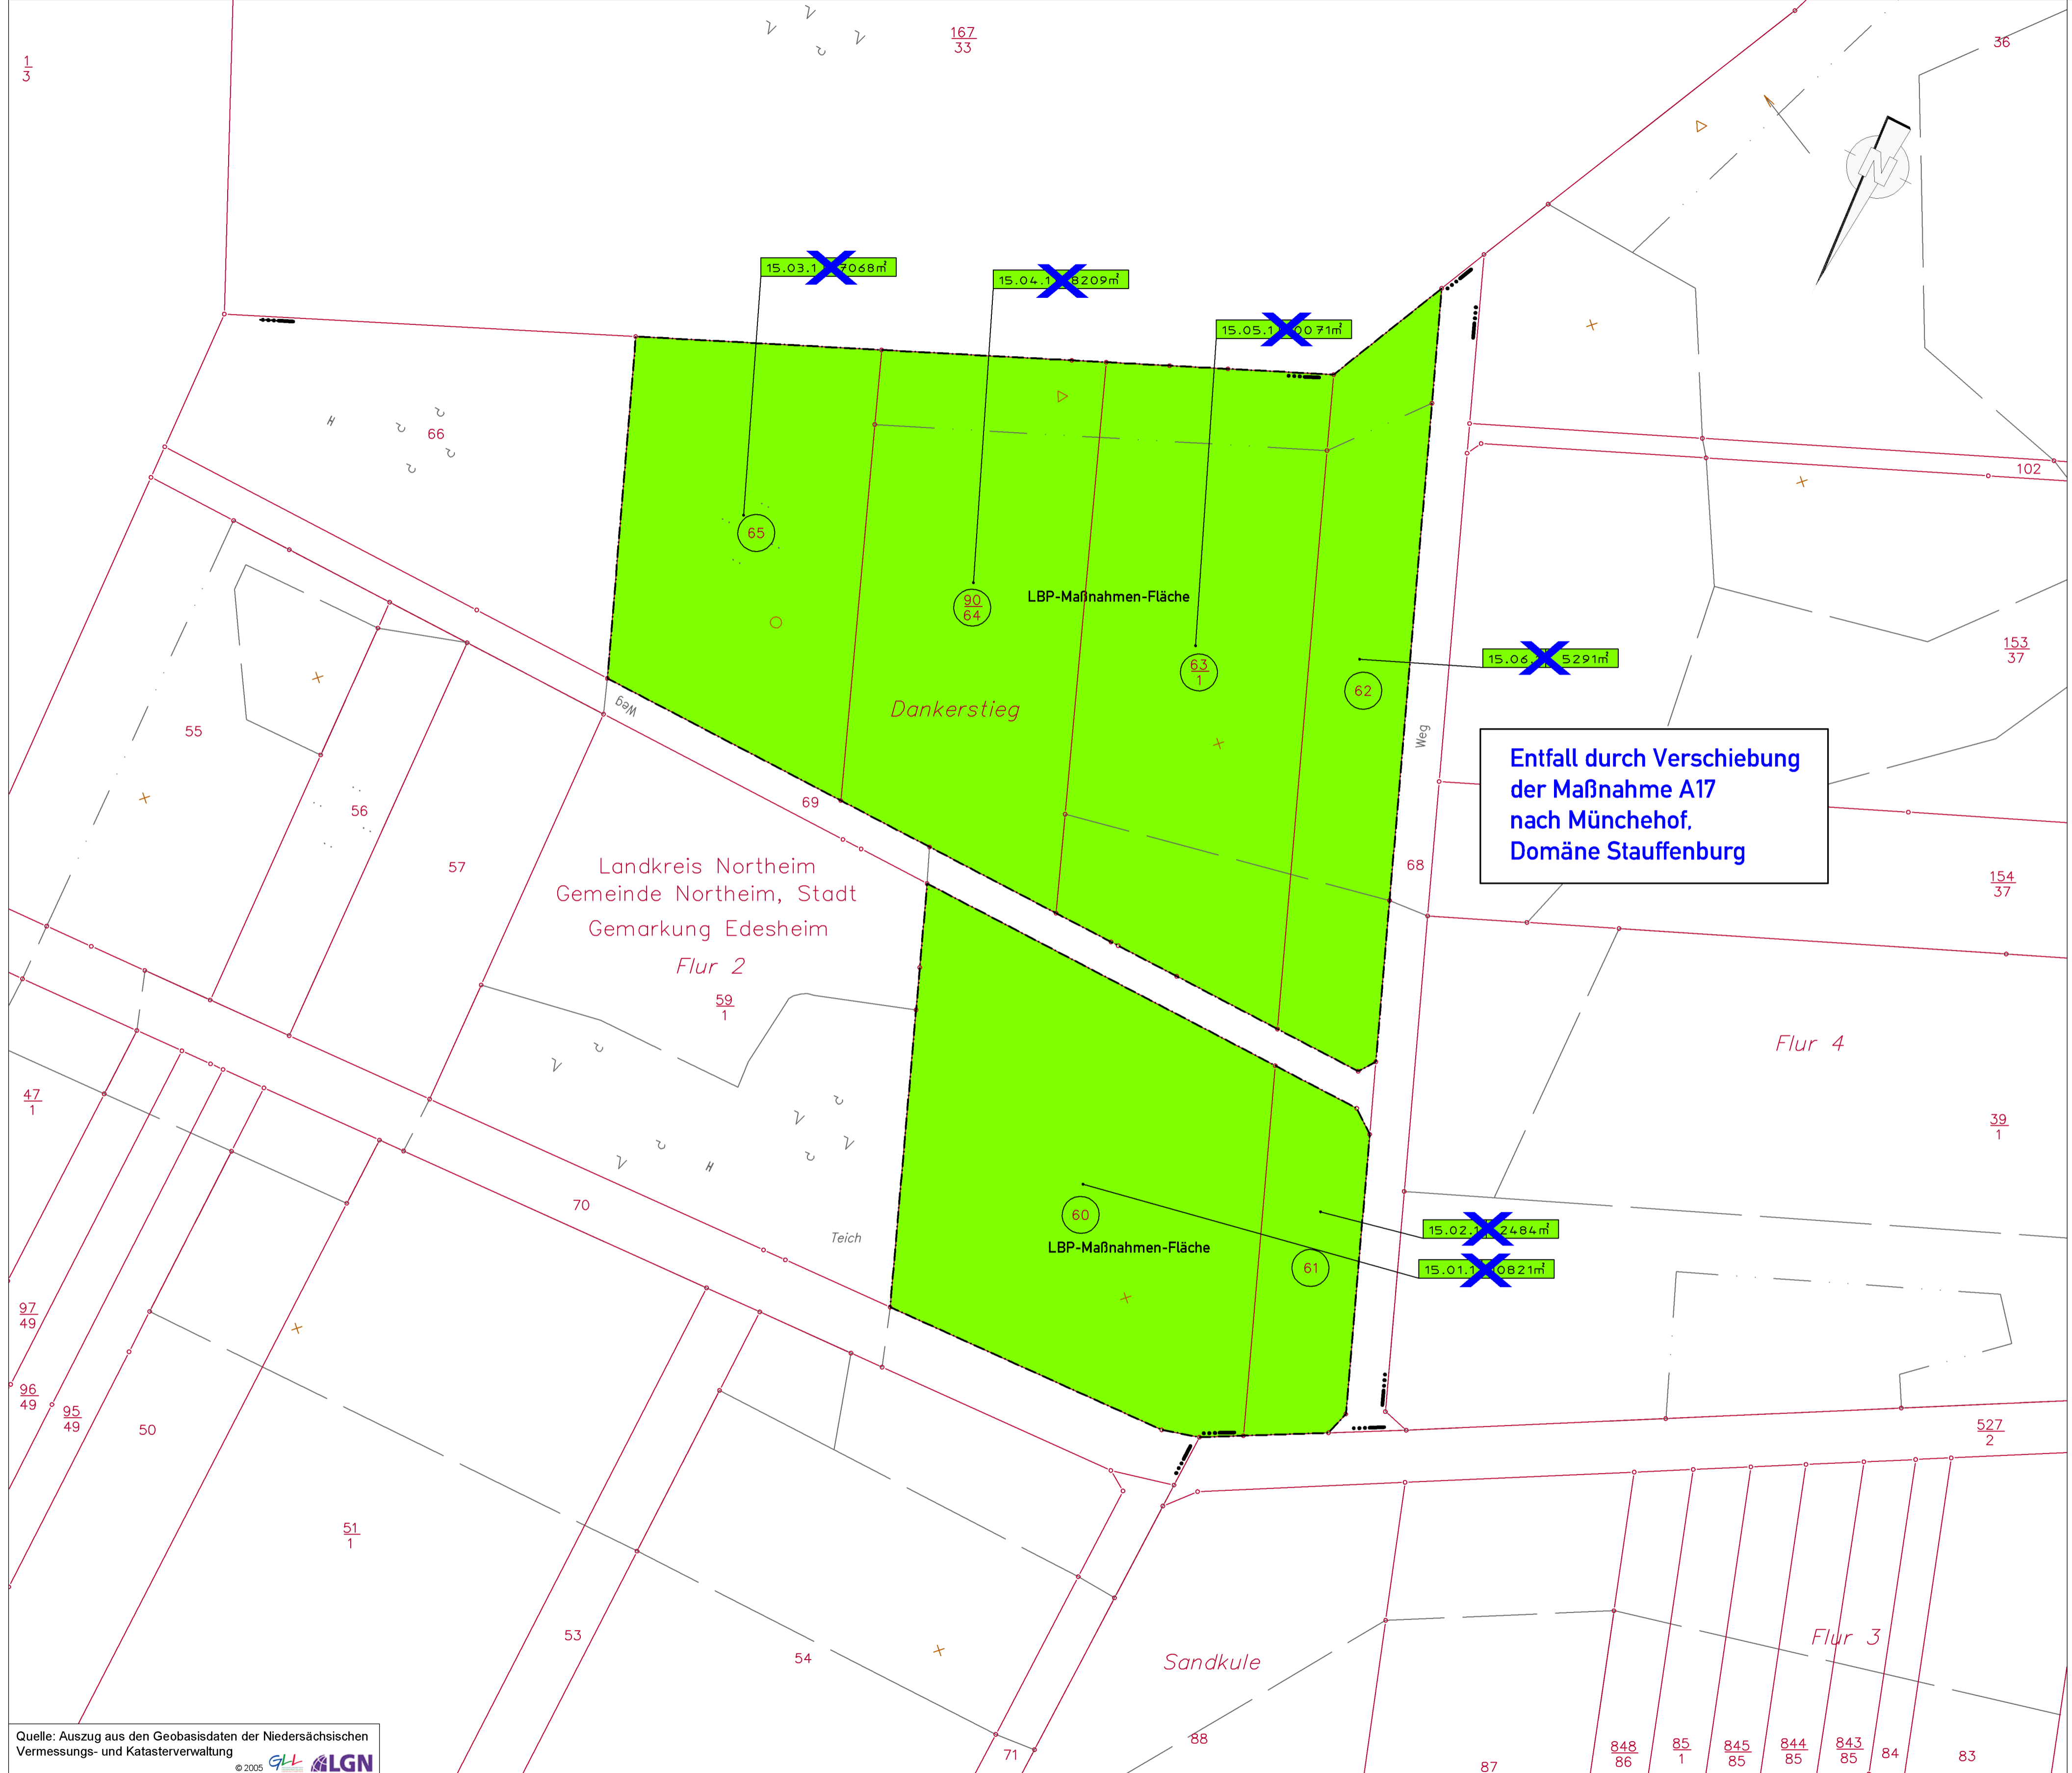 167
33
36
1
3
N
15.03.1 7068m²
15.04.1 8209m²
15.05.1 0071m²
66
102
65
90
64
LBP-Maßnahmen-Fläche
63
1
62
15.06. 5291m²
153
37
Weg
Dankerstieg
Weg
55
56
69
57
68
Entfall durch Verschiebung
der Maßnahme A17
nach Münchehof,
Domäne Stauffenburg
154
37
Landkreis Northeim
Gemeinde Northeim, Stadt
Gemarkung Edesheim
Flur 2
59
1
Flur 4
47
1
39
1
70
60
Teich
LBP-Maßnahmen-Fläche
61
15.02.1 2484m²
15.01.1 0821m²
97
49
96
49
95
49
50
527
2
51
1
53
54
Sandkule
Flur 3
88
71
87
848
86
85
1
845
85
844
85
843
85
84
83
Quelle: Auszug aus den Geobasisdaten der Niedersächsischen
Vermessungs- und Katasterverwaltung
© 2005 GLL LGN